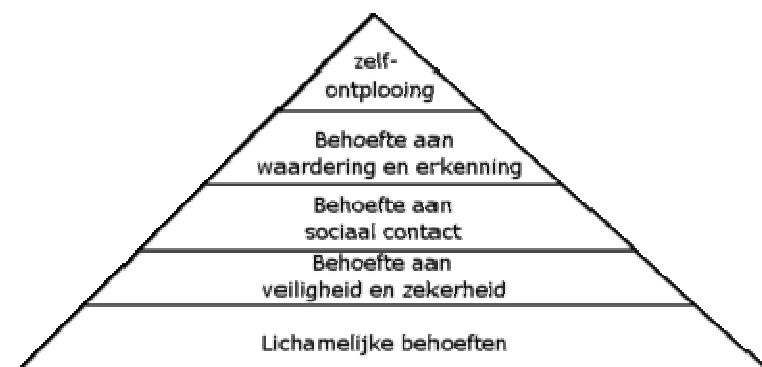 zelf-
ontplooing
Behoefte aan
waardering en erkenning
Behoefte aan
sociaal contact
Behoefte aan
veiligheid en zekerheid
Lichamelijke behoeften